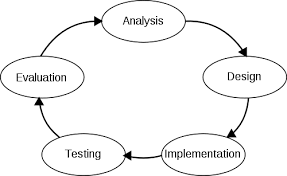 Analysis
Design
Implementation
Testing
Evaluation